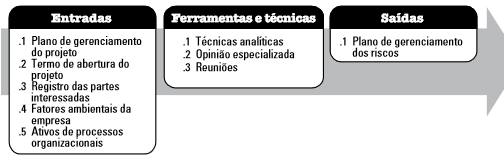 Entradas
.1 Plano de gerenciamento
do projeto
.2 Termo de abertura do
projeto
.3 Registro das partes
interessadas
.4 Fatores ambientais da
empresa
.5 Ativos de processos
organizacionais
Ferramentas e técnicas
.1 Técnicas analíticas
.2 Opinião especializada
.3 Reuniões
Saídas
.1 Plano de gerenciamento
dos riscos